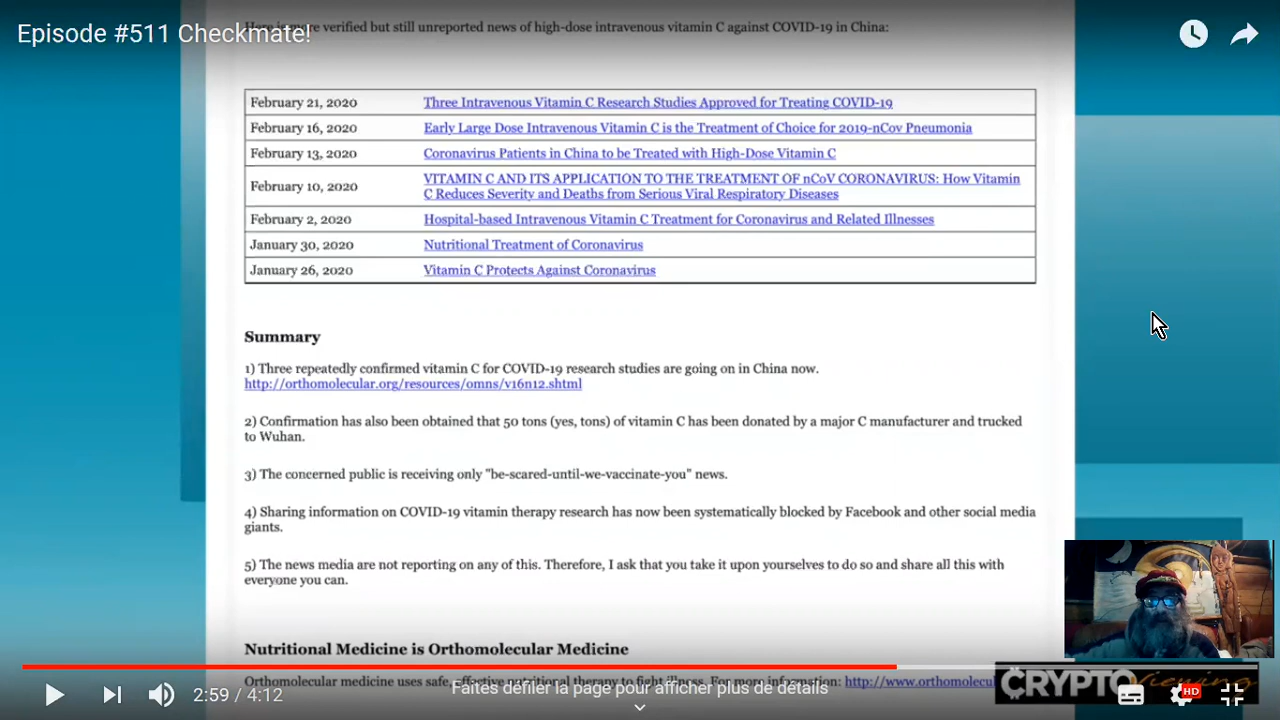 Episode #511 Checkmate!
Here is more verified but still unreported news of high-dose intravenous vitamin C against COVID-19 in China:
February 21, 2020 Three Intravenous Vitamin C Research Studies Approved for Treating COVID-19
February 16, 2020 Early Large Dose Intravenous Vitamin C is the Treatment of Choice for 2019-nCov Pneumonia
February 13, 2020 Coronavirus Patients in China to be Treated with High-Dose Vitamin C
February 10, 2020 VITAMIN C AND ITS APPLICATION TO THE TREATMENT OF nCoV CORONAVIRUS: How Vitamin
C Reduces Severity and Deaths from Serious Viral Respiratory Diseases
February 2, 2020 Hospital-based Intravenous Vitamin C Treatment for Coronavirus and Related Illnesses
January 30, 2020 Nutritional Treatment of Coronavirus
January 26, 2020 Vitamin C Protects Against Coronavirus
Summary
1) Three repeatedly confirmed vitamin C for COVID-19 research studies are going on in China now.
http://orthomolecular.org/resources/omns/v16n12.shtml
2) Confirmation has also been obtained that 50 tons (yes, tons) of vitamin C has been donated by a major C manufacturer and trucked
to Wuhan.
3) The concerned public is receiving only "be-scared-until-we-vaccinate-you" news.
4) Sharing information on COVID-19 vitamin therapy research has now been systematically blocked by Facebook and other social media
giants.
5) The news media are not reporting on any of this. Therefore, I ask that you take it upon yourselves to do so and share all this with
everyone you can.
Nutritional Medicine is Orthomolecular Medicine
Orthomolecular medicine uses safe, effective nutritional therapy to fight illness. For more information: http://www.orthomolecul
2:59 / 4:12
Faites défiler la page pour afficher plus de détails
CRYPTO Viewing
HD